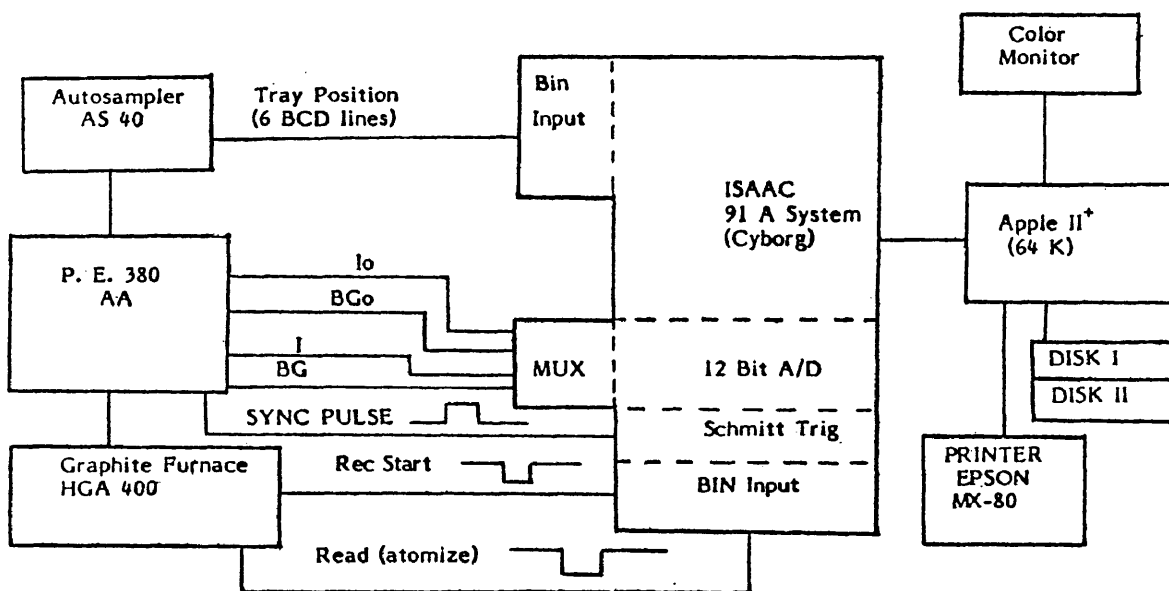 Color
Monitor
Autosampler
AS 40
Tray Position
(6 BCD lines)
Bin
Input
ISAAC
91 A System
(Cyborg)
Apple II+
(64 K)
P. E. 380
AA
Io
BGo
I
BG
MUX
12 Bit A/D
DISK I
DISK II
SYNC PULSE
Schmitt Trig
Graphite Furnace
HGA 400
Rec Start
BIN Input
PRINTER
EPSON
MX-80
Read (atomize)